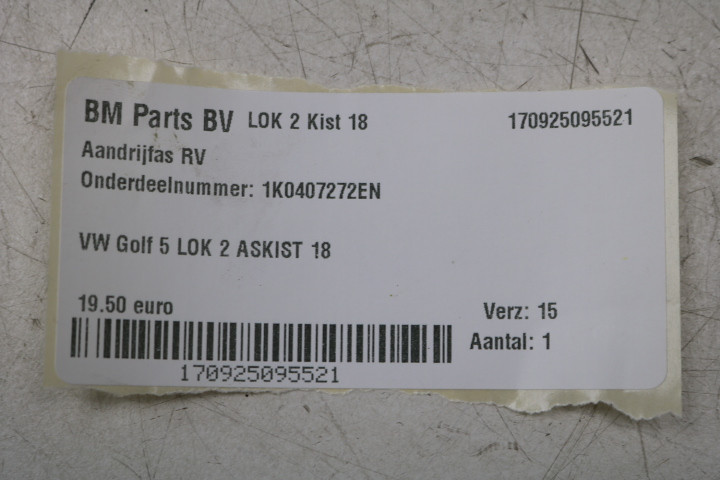 BM Parts BV LOK 2 Kist 18 170925095521
Aandrijfas RV
Onderdeelnummer: 1K0407272EN
VW Golf 5 LOK 2 ASKIST 18
19.50 euro Verz: 15
Aantal: 1
170925095521